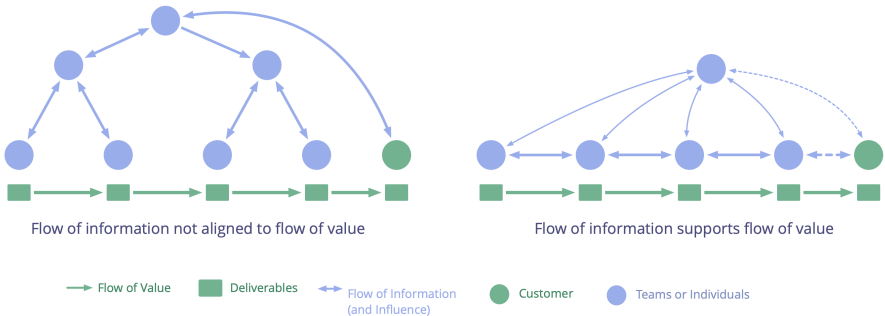 Flow of information not aligned to flow of value
Flow of information supports flow of value
Flow of Value
Deliverables
Flow of Information
(and Influence)
Customer
Teams or Individuals